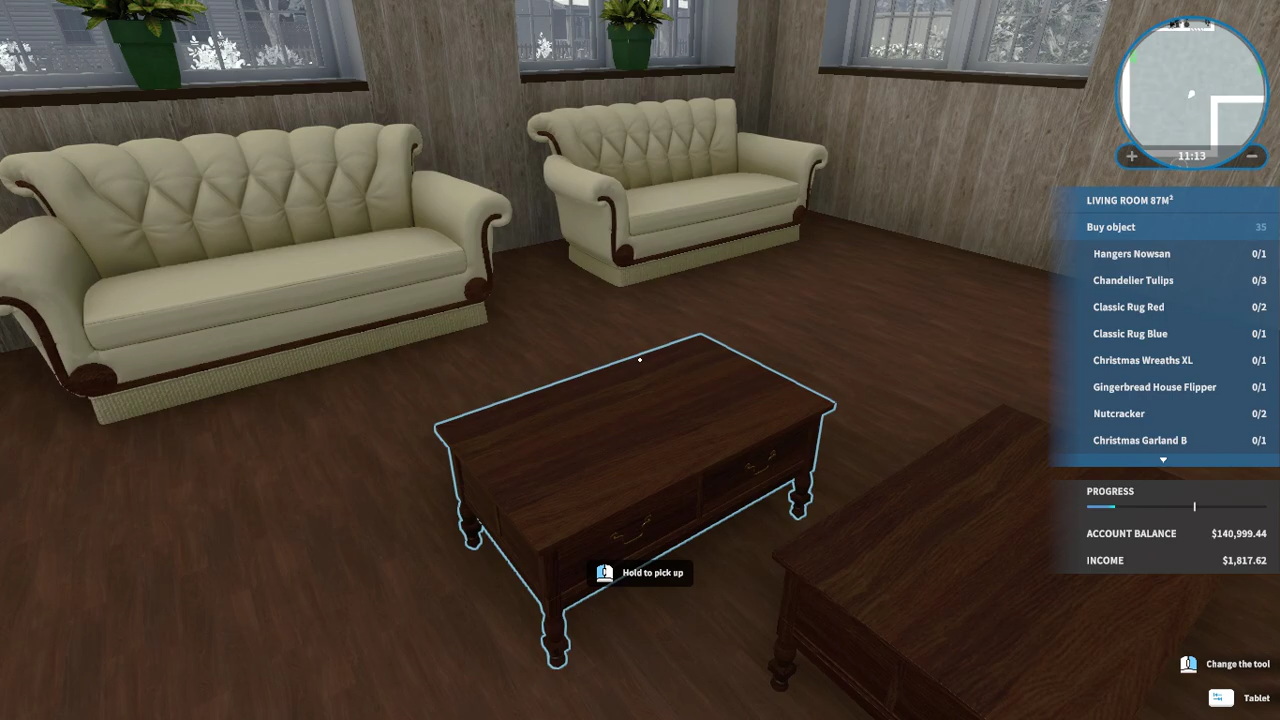 11:13
LIVING ROOM 87M²
Buy object 35
Hangers Nowsan 0/1
Chandelier Tulips 0/3
Classic Rug Red 0/2
Classic Rug Blue 0/1
Christmas Wreaths XL 0/1
Gingerbread House Flipper 0/1
Nutcracker 0/2
Christmas Garland B 0/1
PROGRESS
ACCOUNT BALANCE $140,999.44
INCOME $1,817.62
Hold to pick up
Change the tool
Tablet